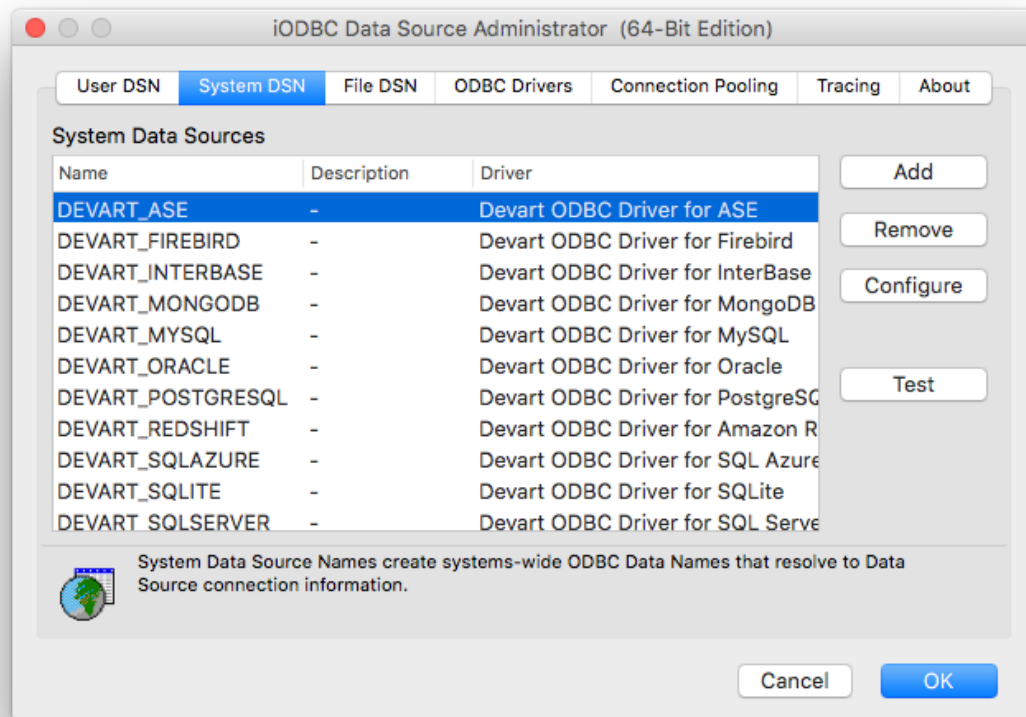 iODBC Data Source Administrator (64-Bit Edition)
User DSN System DSN File DSN ODBC Drivers Connection Pooling Tracing About
System Data Sources
Name Description Driver
DEVART_ASE - Devart ODBC Driver for ASE
DEVART_FIREBIRD - Devart ODBC Driver for Firebird
DEVART_INTERBASE - Devart ODBC Driver for InterBase
DEVART_MONGODB - Devart ODBC Driver for MongoDB
DEVART_MYSQL - Devart ODBC Driver for MySQL
DEVART_ORACLE - Devart ODBC Driver for Oracle
DEVART_POSTGRESQL - Devart ODBC Driver for PostgreSQ
DEVART_REDSHIFT - Devart ODBC Driver for Amazon R
DEVART_SQLAZURE - Devart ODBC Driver for SQL Azure
DEVART_SQLITE - Devart ODBC Driver for SQLite
DEVART_SQLSERVER - Devart ODBC Driver for SQL Serve
Add
Remove
Configure
Test
System Data Source Names create systems-wide ODBC Data Names that resolve to Data
Source connection information.
Cancel OK